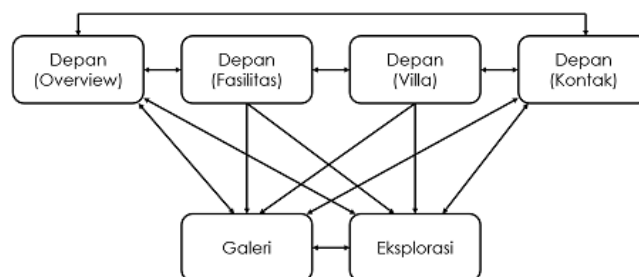 Depan
(Overview)
Depan
(Fasilitas)
Depan
(Villa)
Depan
(Kontak)
Galeri
Eksplorasi